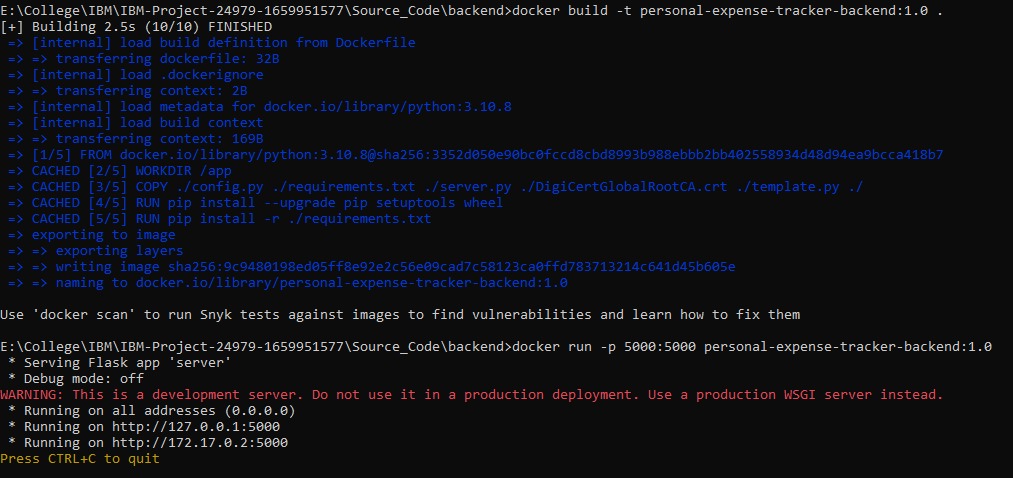 E:\College\IBM\IBM-Project-24979-1659951577\Source_Code\backend>docker build -t personal-expense-tracker-backend:1.0 .
[+] Building 2.5s (10/10) FINISHED
=> [internal] load build definition from Dockerfile
=> => transferring dockerfile: 32B
=> [internal] load .dockerignore
=> => transferring context: 2B
=> [internal] load metadata for docker.io/library/python:3.10.8
=> [internal] load build context
=> => transferring context: 169B
=> [1/5] FROM docker.io/library/python:3.10.8@sha256:3352d050e90bc0fccd8cbd8993b988ebbb2bb402558934d48d94ea9bcca418b7
=> CACHED [2/5] WORKDIR /app
=> CACHED [3/5] COPY ./config.py ./requirements.txt ./server.py ./DigiCertGlobalRootCA.crt ./template.py ./
=> CACHED [4/5] RUN pip install --upgrade pip setuptools wheel
=> CACHED [5/5] RUN pip install -r ./requirements.txt
=> exporting to image
=> => exporting layers
=> => writing image sha256:9c9480198ed05ff8e92e2c56e09cad7c58123ca0ffd783713214c641d45b605e
=> => naming to docker.io/library/personal-expense-tracker-backend:1.0
Use 'docker scan' to run Snyk tests against images to find vulnerabilities and learn how to fix them
E:\College\IBM\IBM-Project-24979-1659951577\Source_Code\backend>docker run -p 5000:5000 personal-expense-tracker-backend:1.0
* Serving Flask app 'server'
* Debug mode: off
WARNING: This is a development server. Do not use it in a production deployment. Use a production WSGI server instead.
* Running on all addresses (0.0.0.0)
* Running on http://127.0.0.1:5000
* Running on http://172.17.0.2:5000
Press CTRL+C to quit